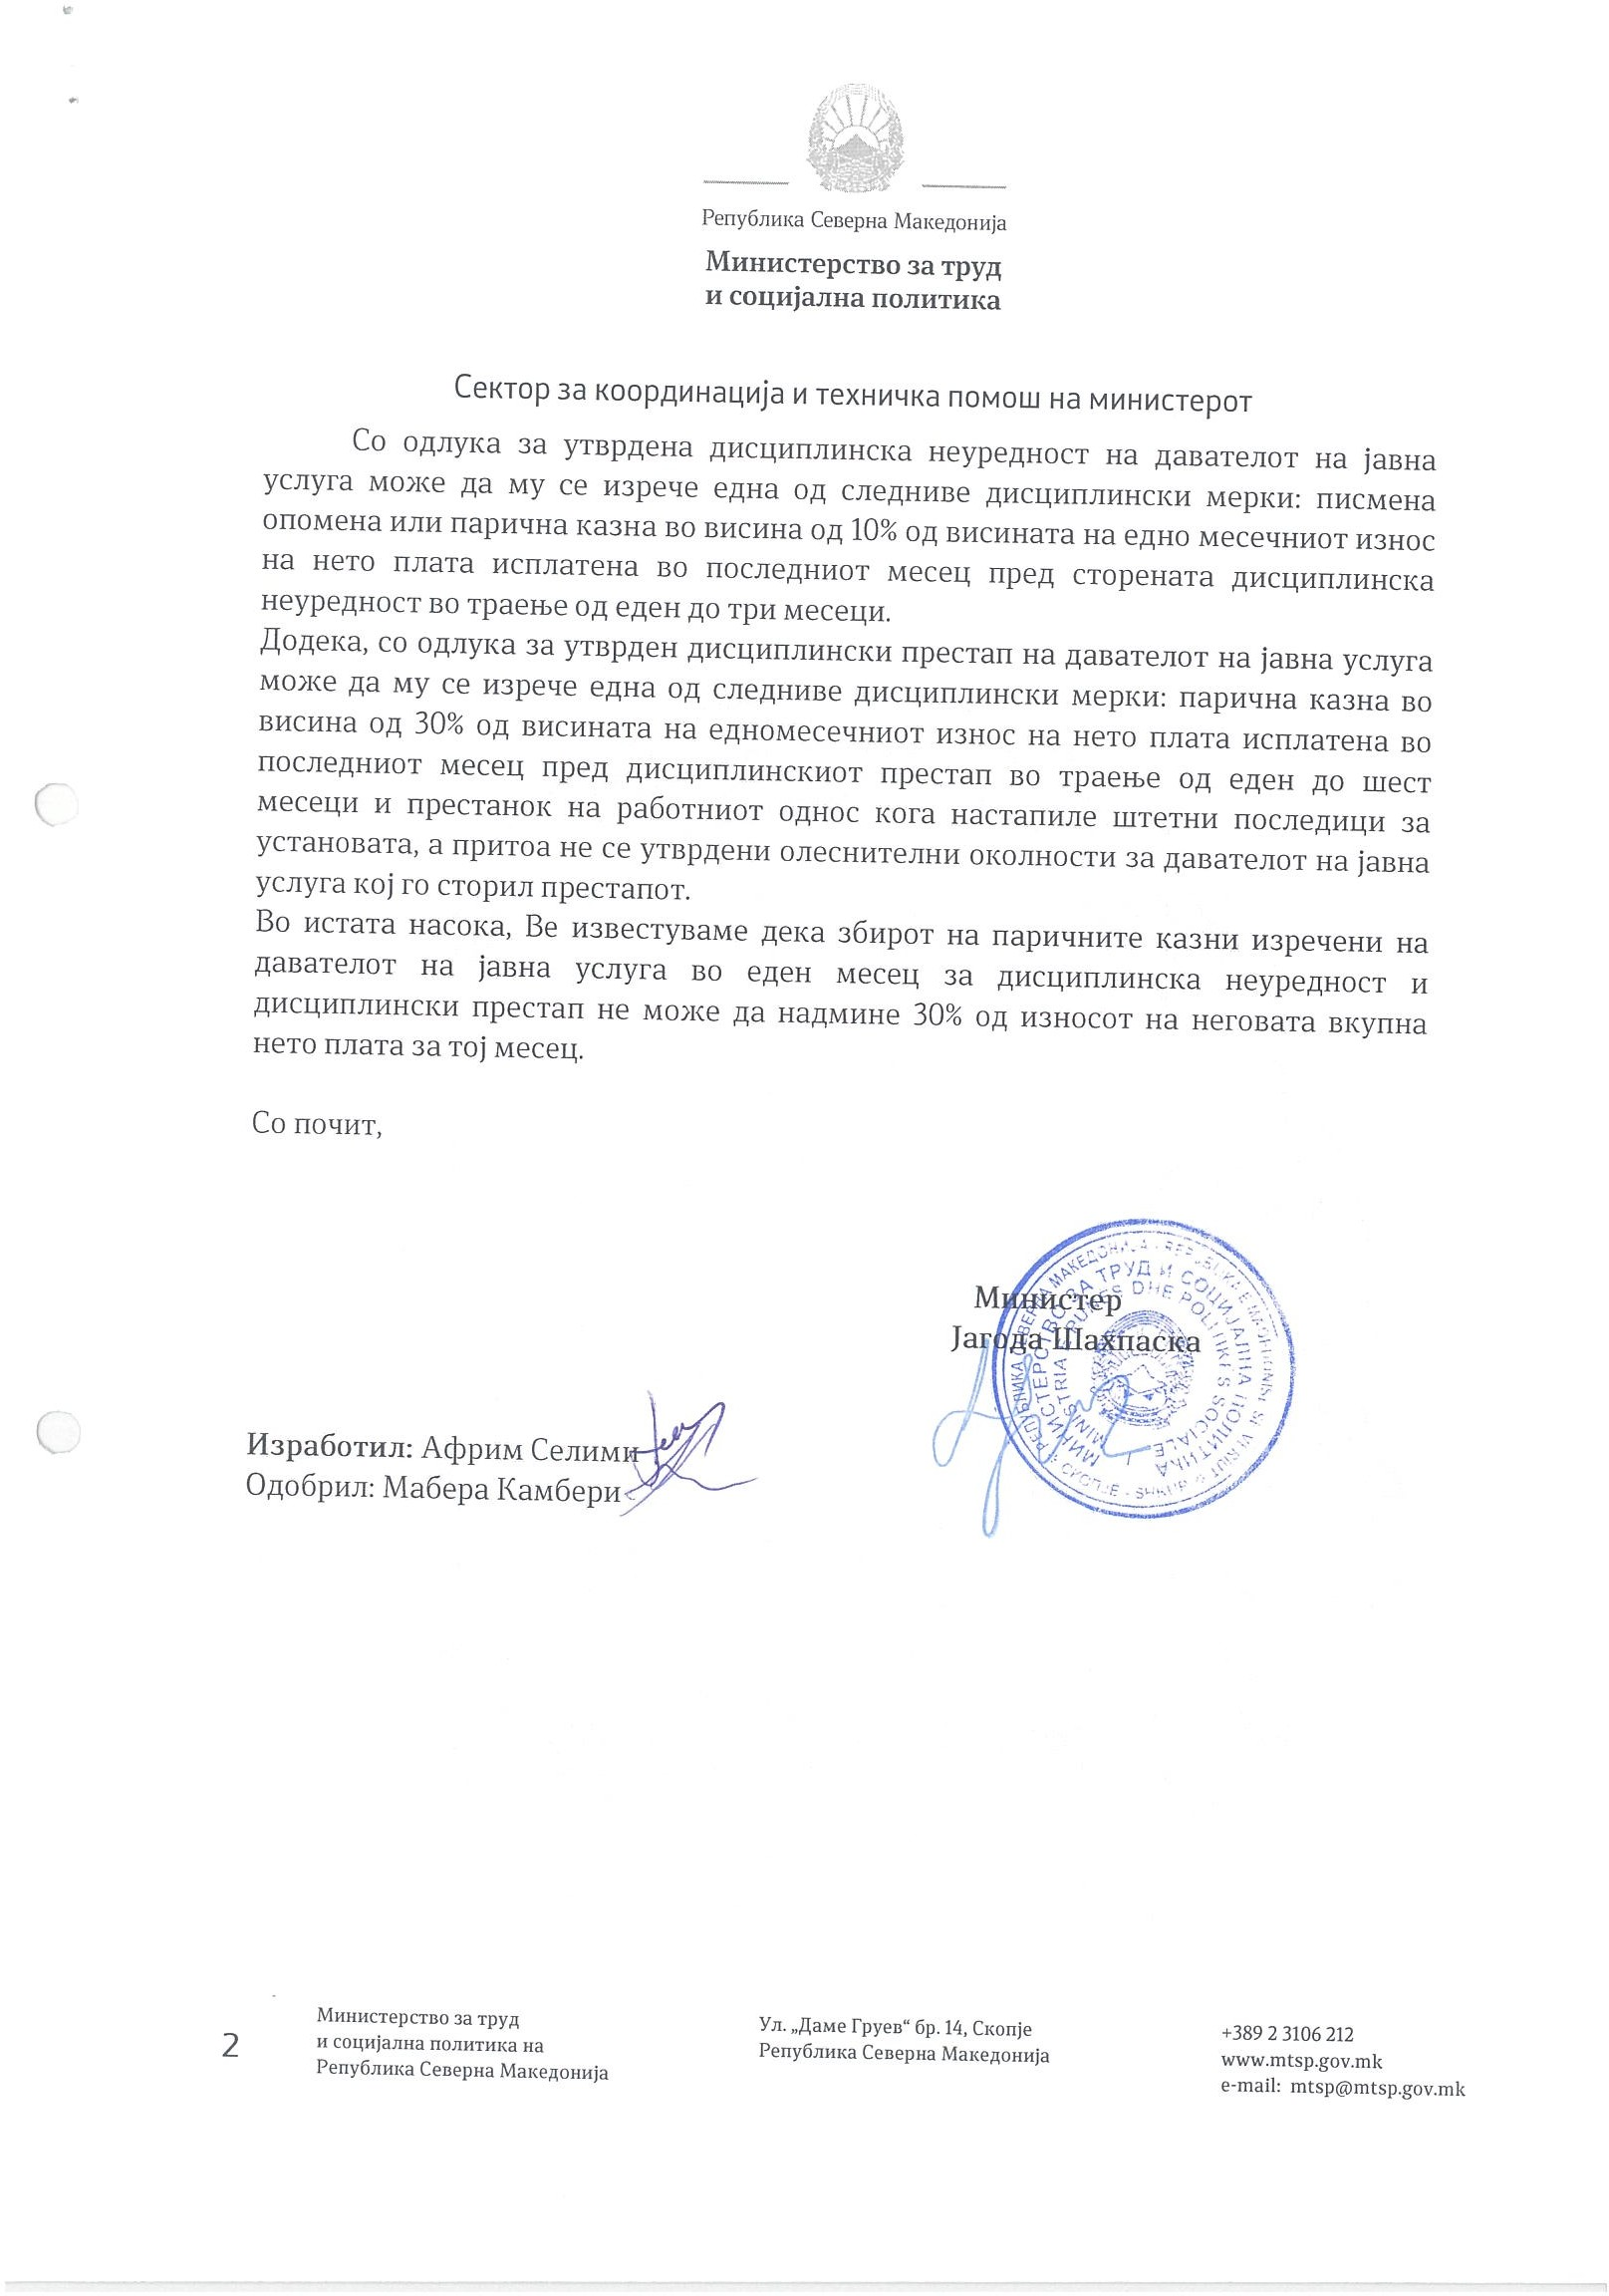 Република Северна Македонија
Министерство за труд
и социјална политика
Сектор за координација и техничка помош на министерот
Со одлука за утврдена дисциплинска неуредност на давателот на јавна
услуга може да му се изрече една од следниве дисциплински мерки: писмена
опомена или парична казна во висина од 10% од висината на едно месечниот износ
на нето плата исплатена во последниот месец пред сторената дисциплинска
неуредност во траење од еден до три месеци.
Додека, со одлука за утврден дисциплински престап на давателот на јавна услуга
може да му се изрече една од следниве дисциплински мерки: парична казна во
висина од 30% од висината на едномесечниот износ на нето плата исплатена во
последниот месец пред дисциплинскиот престап во траење од еден до шест
месеци и престанок на работниот однос кога настапиле штетни последици за
установата, а притоа не се утврдени олеснителни околности за давателот на јавна
услуга кој го сторил престапот.
Во истата насока, Ве известуваме дека збирот на паричните казни изречени на
давателот на јавна услуга во еден месец за дисциплинска неуредност и
дисциплински престап не може да надмине 30% од износот на неговата вкупна
нето плата за тој месец.
Со почит,
Министер
Јагода Шахпаска
РЕПУБЛИКА СЕВЕРНА МАКЕДОНИЈА
МИНИСТЕРСТВО ЗА ТРУД И СОЦИЈАЛНА ПОЛИТИКА
Изработил: Африм Селими
Одобрил: Мабера Камбери
2
Министерство за труд
и социјална политика на
Република Северна Македонија
Ул. „Даме Груев“ бр. 14, Скопје
Република Северна Македонија
+389 2 3106 212
www.mtsp.gov.mk
e-mail: mtsp@mtsp.gov.mk